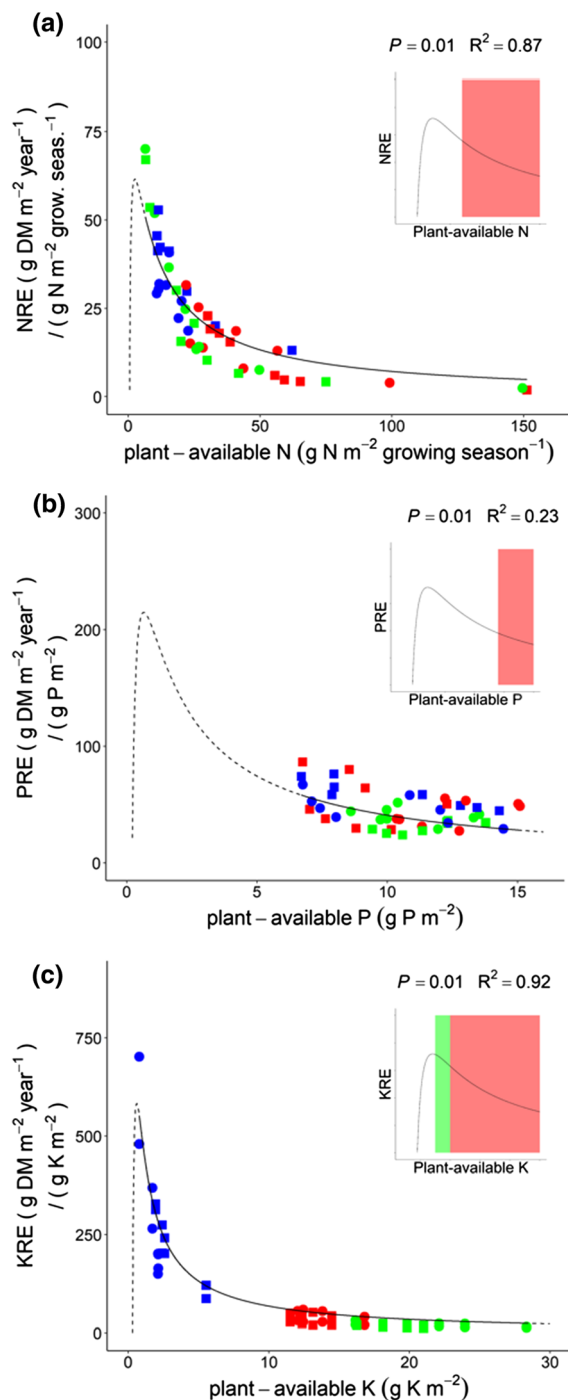 (a)
P = 0.01 R² = 0.87
100
75
50
25
0
NRE ( g DM m⁻² year⁻¹ )
/ ( g N m⁻² grow. seas.⁻¹ )
NRE
Plant-available N
0 50 100 150
plant – available N ( g N m⁻² growing season⁻¹ )
(b)
P = 0.01 R² = 0.23
300
200
100
0
PRE ( g DM m⁻² year⁻¹ )
/ ( g P m⁻² )
PRE
Plant-available P
0 5 10 15
plant – available P ( g P m⁻² )
(c)
P = 0.01 R² = 0.92
750
500
250
0
KRE ( g DM m⁻² year⁻¹ )
/ ( g K m⁻² )
KRE
Plant-available K
0 10 20 30
plant – available K ( g K m⁻² )